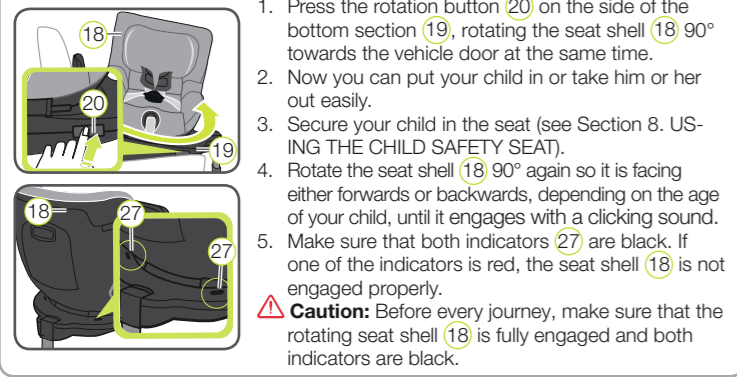 1. Press the rotation button 20 on the side of the
bottom section 19, rotating the seat shell 18 90°
towards the vehicle door at the same time.
2. Now you can put your child in or take him or her
out easily.
3. Secure your child in the seat (see Section 8. US-
ING THE CHILD SAFETY SEAT).
4. Rotate the seat shell 18 90° again so it is facing
either forwards or backwards, depending on the age
of your child, until it engages with a clicking sound.
5. Make sure that both indicators 27 are black. If
one of the indicators is red, the seat shell 18 is not
engaged properly.
Caution: Before every journey, make sure that the
rotating seat shell 18 is fully engaged and both
indicators are black.
18
20
19
18
27
27